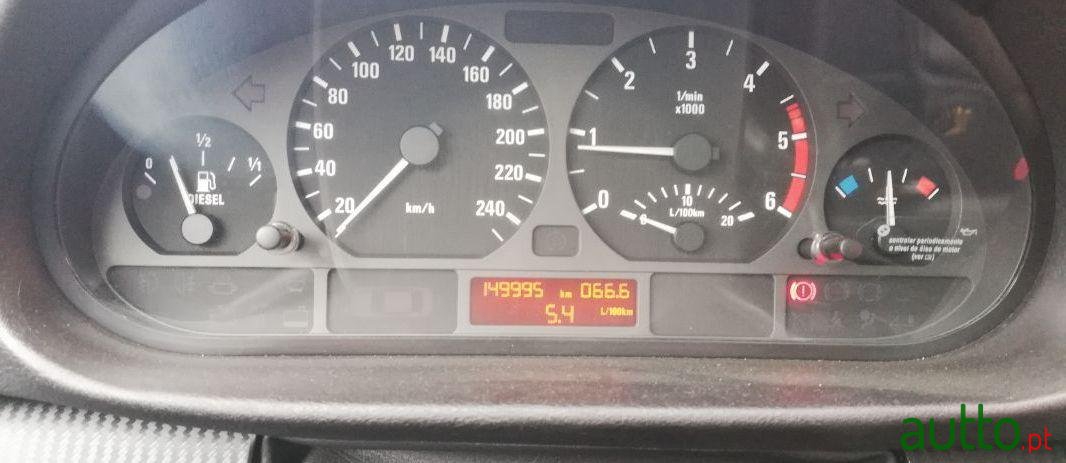 0 1/2 1/1
DIESEL
20 40 60 80 100 120 140 160 180 200 220 240
km/h
0 1 2 3 4 5 6
1/min
x1000
0 10 20
L/100km
controlar periodicamente
o nivel de óleo do motor
(ver
149995 km 066.6
5.4 L/100km
autto.pt